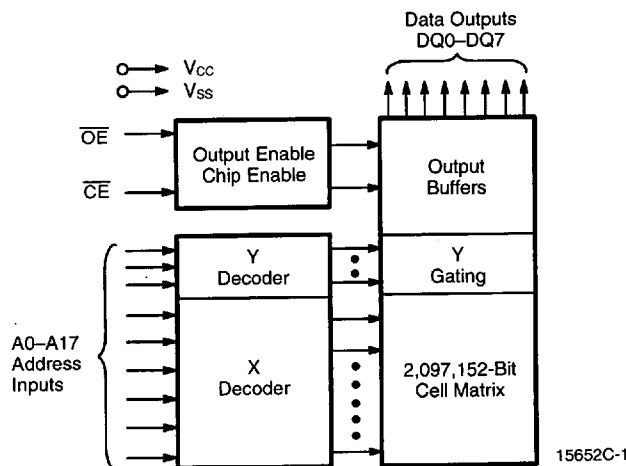 Data Outputs
DQ0–DQ7
VCC
VSS
OE
CE
Output Enable
Chip Enable
Output
Buffers
Y
Decoder
Y
Gating
A0–A17
Address
Inputs
X
Decoder
2,097,152-Bit
Cell Matrix
15652C-1